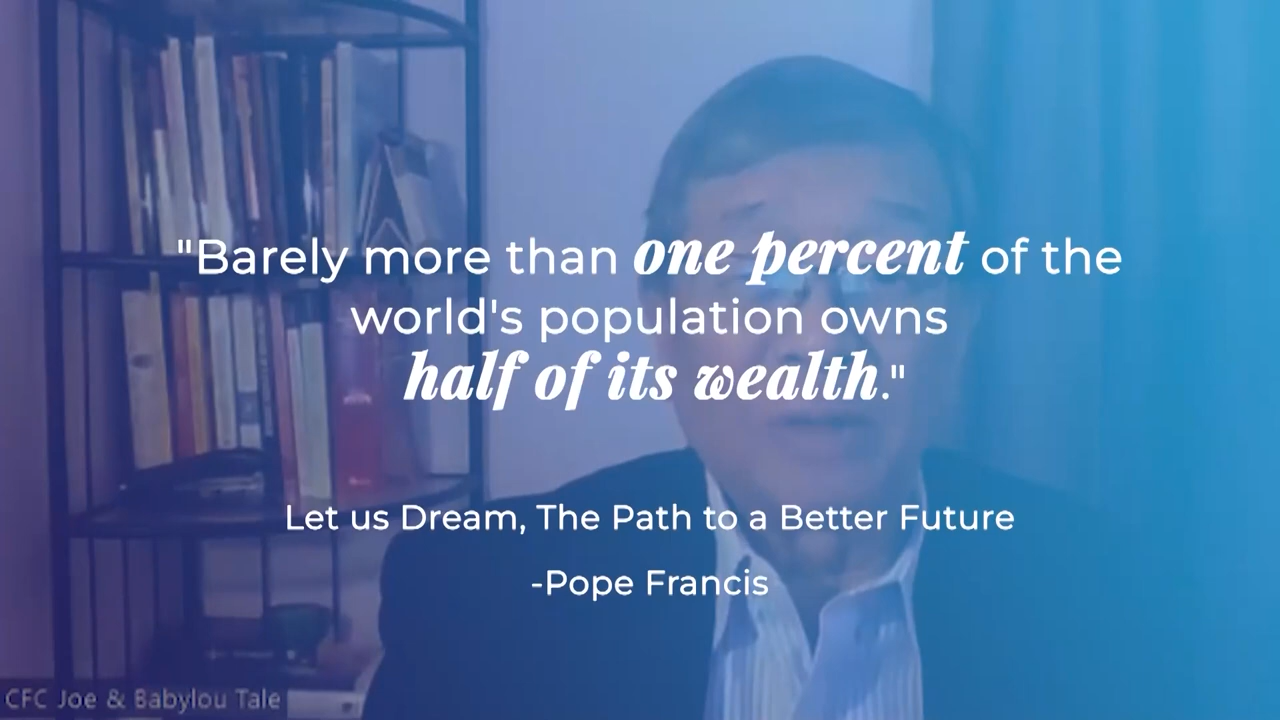 "Barely more than one percent of the
world's population owns
half of its wealth."
Let us Dream, The Path to a Better Future
-Pope Francis
CFC Joe & Babylou Tale